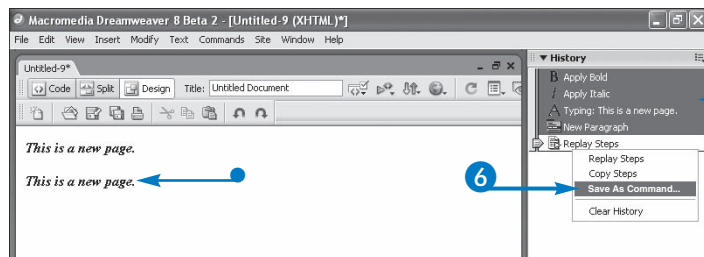 Macromedia Dreamweaver 8 Beta 2 - [Untitled-9 (XHTML)*]
File Edit View Insert Modify Text Commands Site Window Help
Untitled-9*
Code Split Design Title: Untitled Document
This is a new page.
This is a new page.
History
B Apply Bold
I Apply Italic
A Typing: This is a new page.
New Paragraph
Replay Steps
Replay Steps
Copy Steps
Save As Command...
Clear History
6